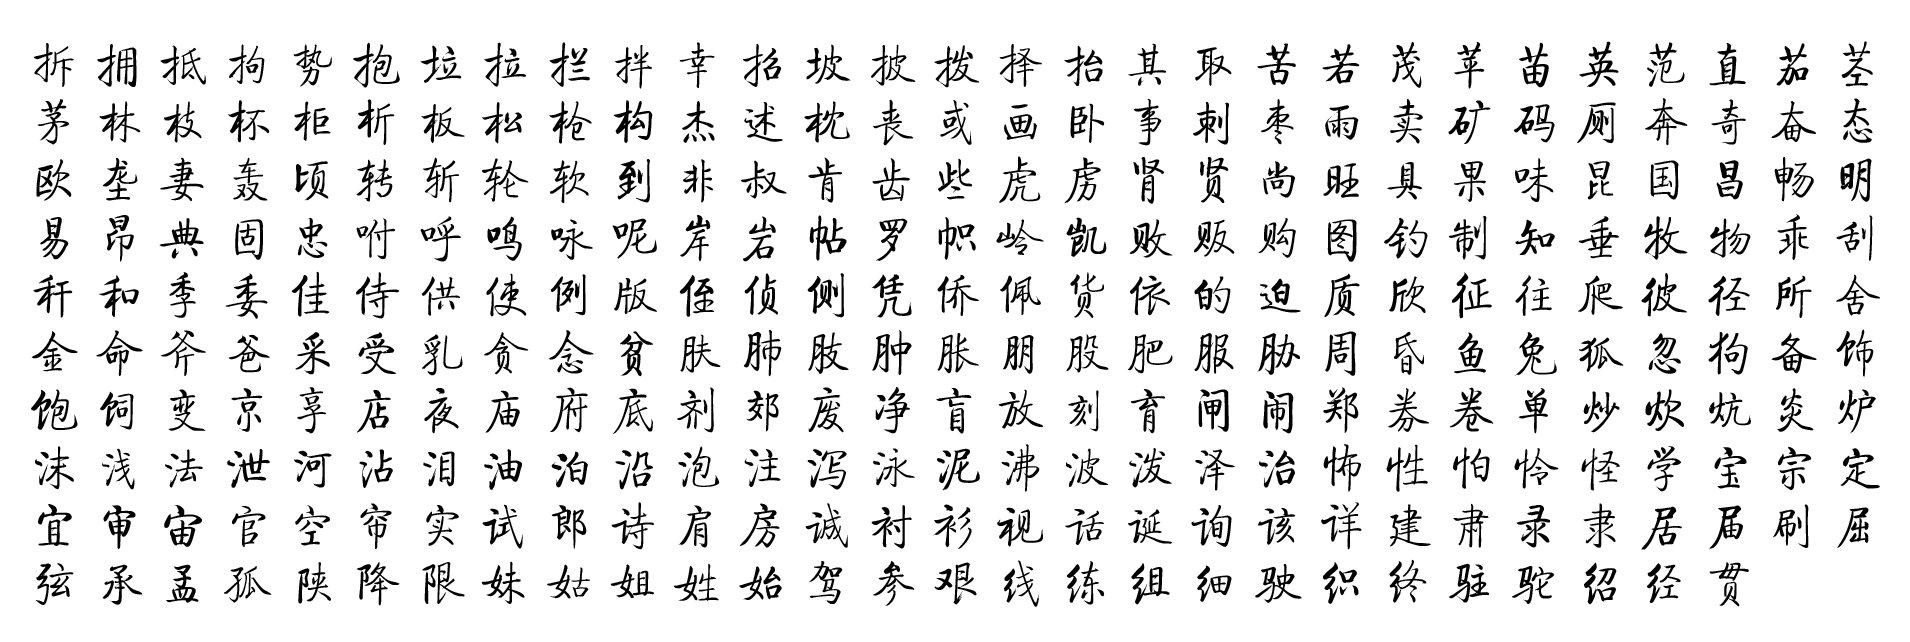 拆 拥 抵 拘 势 抱 垃 拉 拦 拌 幸 招 坡 披 拨 择 抬 其 取 苦 若 茂 苹 苗 英 范 直 茄 茎
茅 林 枝 杯 柜 析 板 松 枪 构 杰 述 枕 丧 或 画 卧 事 刺 枣 雨 卖 矿 码 厕 奔 奇 奋 态
欧 垄 妻 轰 顷 转 斩 轮 软 到 非 叔 肯 齿 些 虎 虏 肾 贤 尚 旺 具 果 味 昆 国 昌 畅 明
易 昂 典 固 忠 咐 呼 鸣 咏 呢 岸 岩 帖 罗 帜 岭 凯 败 贩 购 图 钓 制 知 垂 牧 物 乖 刮
秆 和 季 委 佳 侍 供 使 例 版 侄 侦 侧 凭 侨 佩 货 依 的 迫 质 欣 征 往 爬 彼 径 所 舍
金 命 斧 爸 采 受 乳 贪 念 贫 肤 肺 肢 肿 胀 朋 股 肥 服 胁 周 昏 鱼 兔 狐 忽 狗 备 饰
饱 饲 变 京 享 店 夜 庙 府 底 剂 郊 废 净 盲 放 刻 育 闸 闹 郑 券 卷 单 炒 炊 炕 炎 炉
沫 浅 法 泄 河 沾 泪 油 泊 沿 泡 注 泻 泳 泥 沸 波 泼 泽 治 怖 性 怕 怜 怪 学 宝 宗 定
宜 审 宙 官 空 帘 实 试 郎 诗 肩 房 诚 衬 衫 视 话 诞 询 该 详 建 肃 录 隶 居 届 刷 屈
弦 承 孟 孤 陕 降 限 妹 姑 姐 姓 始 驾 参 艰 线 练 组 细 驶 织 终 驻 驼 绍 经 贯